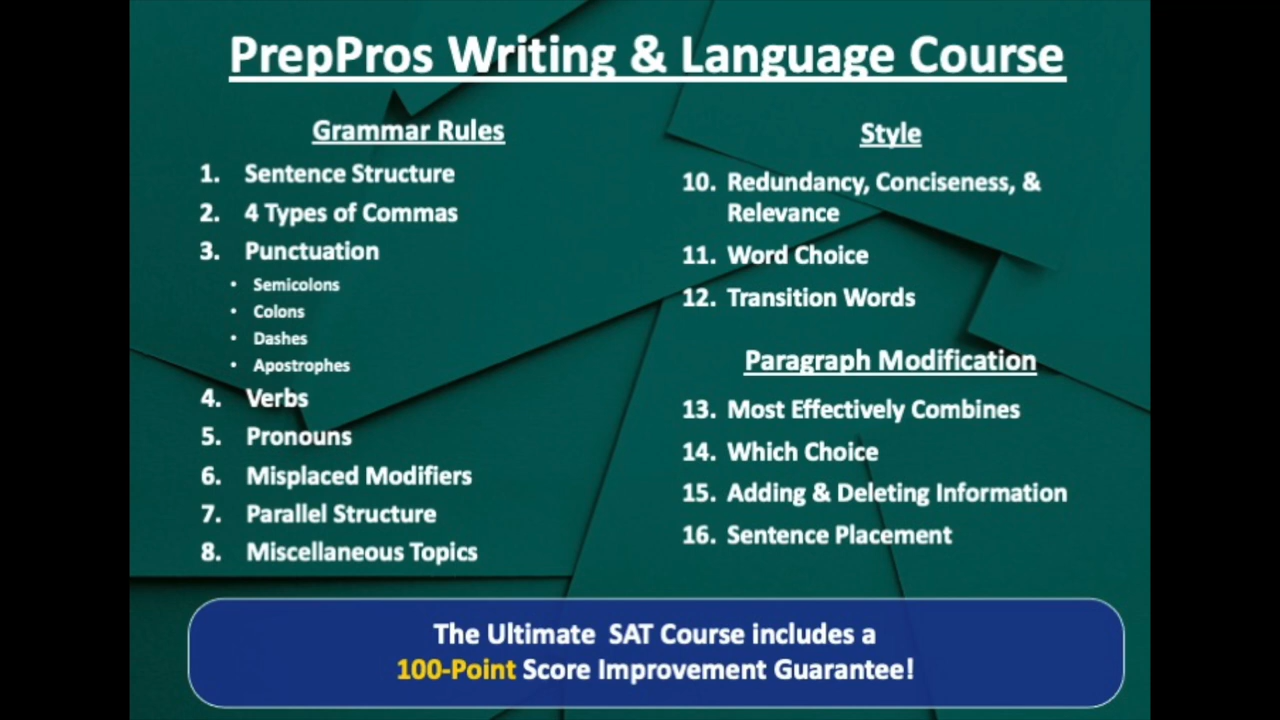 PrepPros Writing & Language Course
Grammar Rules
1. Sentence Structure
2. 4 Types of Commas
3. Punctuation
• Semicolons
• Colons
• Dashes
• Apostrophes
4. Verbs
5. Pronouns
6. Misplaced Modifiers
7. Parallel Structure
8. Miscellaneous Topics
Style
10. Redundancy, Conciseness, &
Relevance
11. Word Choice
12. Transition Words
Paragraph Modification
13. Most Effectively Combines
14. Which Choice
15. Adding & Deleting Information
16. Sentence Placement
The Ultimate SAT Course includes a
100-Point Score Improvement Guarantee!